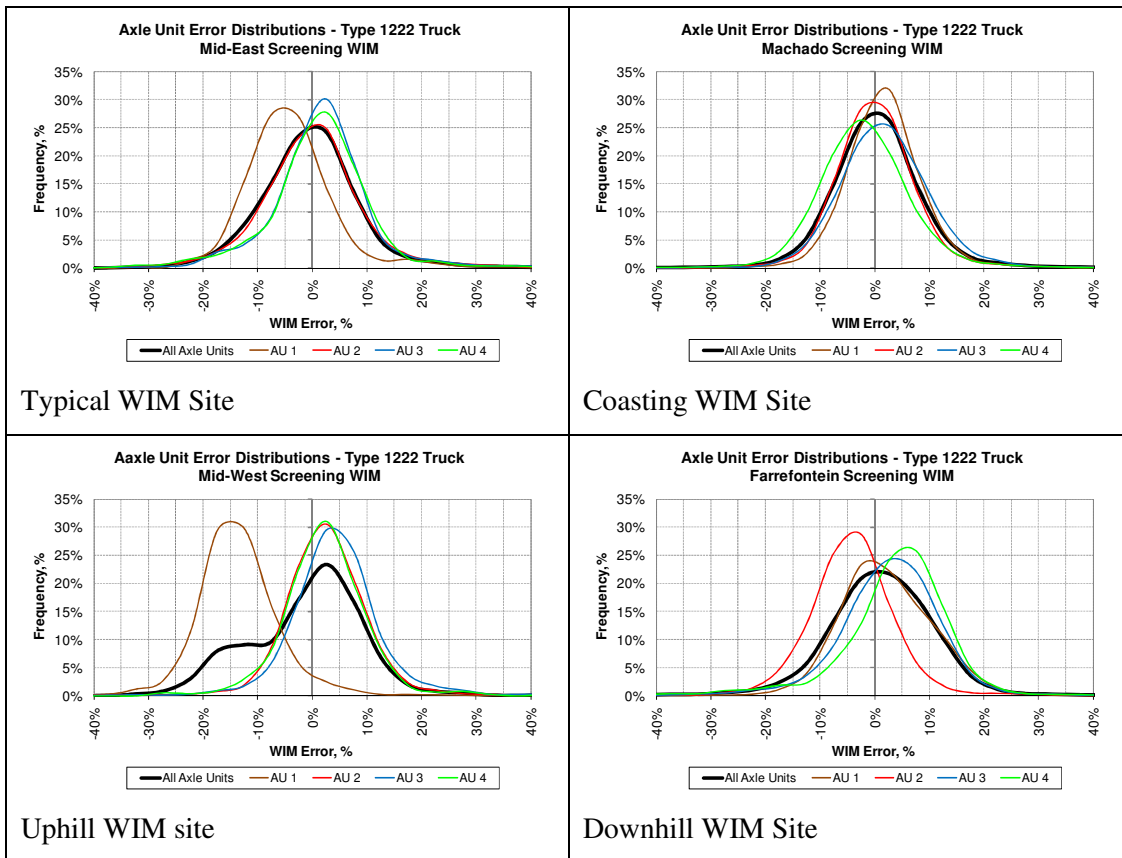 Axle Unit Error Distributions - Type 1222 Truck
Mid-East Screening WIM
35%
30%
25%
20%
15%
10%
5%
0%
Frequency, %
-40%
-30%
-20%
-10%
0%
10%
20%
30%
40%
WIM Error, %
All Axle Units AU 1 AU 2 AU 3 AU 4
Typical WIM Site
Axle Unit Error Distributions - Type 1222 Truck
Machado Screening WIM
35%
30%
25%
20%
15%
10%
5%
0%
Frequency, %
-40%
-30%
-20%
-10%
0%
10%
20%
30%
40%
WIM Error, %
All Axle Units AU 1 AU 2 AU 3 AU 4
Coasting WIM Site
Aaxle Unit Error Distributions - Type 1222 Truck
Mid-West Screening WIM
35%
30%
25%
20%
15%
10%
5%
0%
Frequency, %
-40%
-30%
-20%
-10%
0%
10%
20%
30%
40%
WIM Error, %
All Axle Units AU 1 AU 2 AU 3 AU 4
Uphill WIM site
Axle Unit Error Distributions - Type 1222 Truck
Farrefontein Screening WIM
35%
30%
25%
20%
15%
10%
5%
0%
Frequency, %
-40%
-30%
-20%
-10%
0%
10%
20%
30%
40%
WIM Error, %
All Axle Units AU 1 AU 2 AU 3 AU 4
Downhill WIM Site